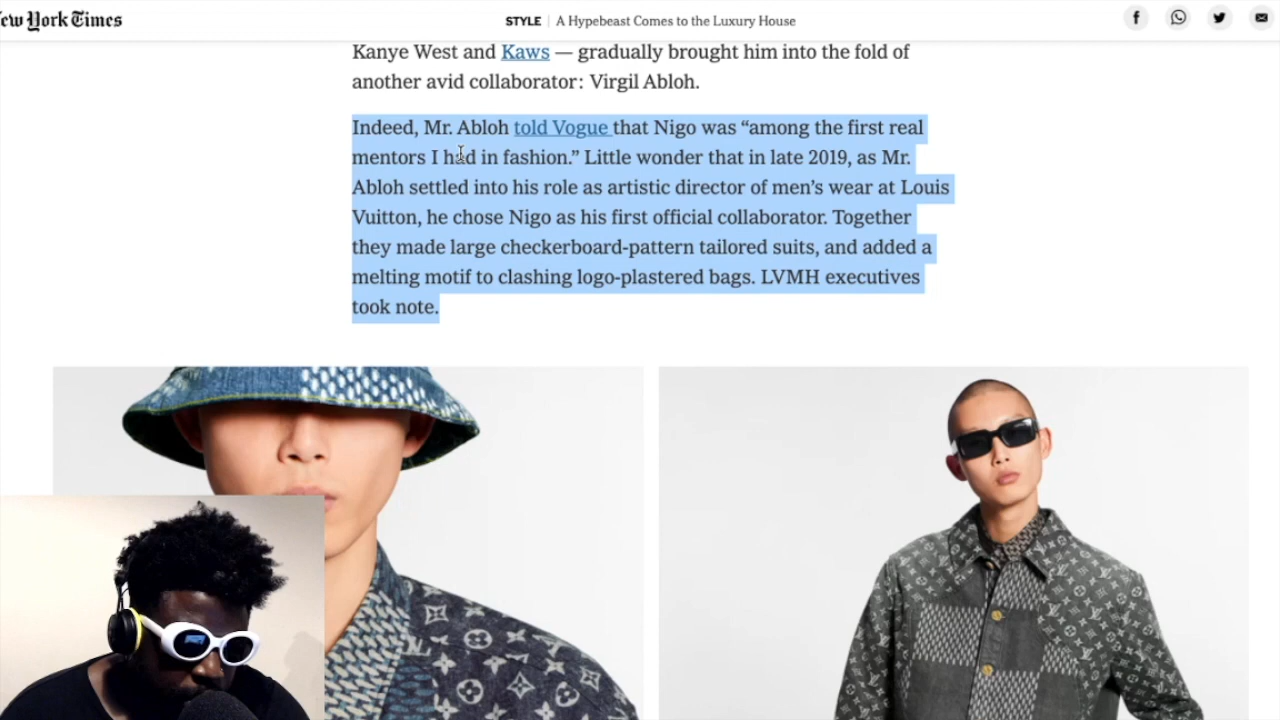 ew York Times
STYLE | A Hypebeast Comes to the Luxury House
Kanye West and Kaws — gradually brought him into the fold of
another avid collaborator: Virgil Abloh.
Indeed, Mr. Abloh told Vogue that Nigo was “among the first real
mentors I had in fashion.” Little wonder that in late 2019, as Mr.
Abloh settled into his role as artistic director of men’s wear at Louis
Vuitton, he chose Nigo as his first official collaborator. Together
they made large checkerboard-pattern tailored suits, and added a
melting motif to clashing logo-plastered bags. LVMH executives
took note.